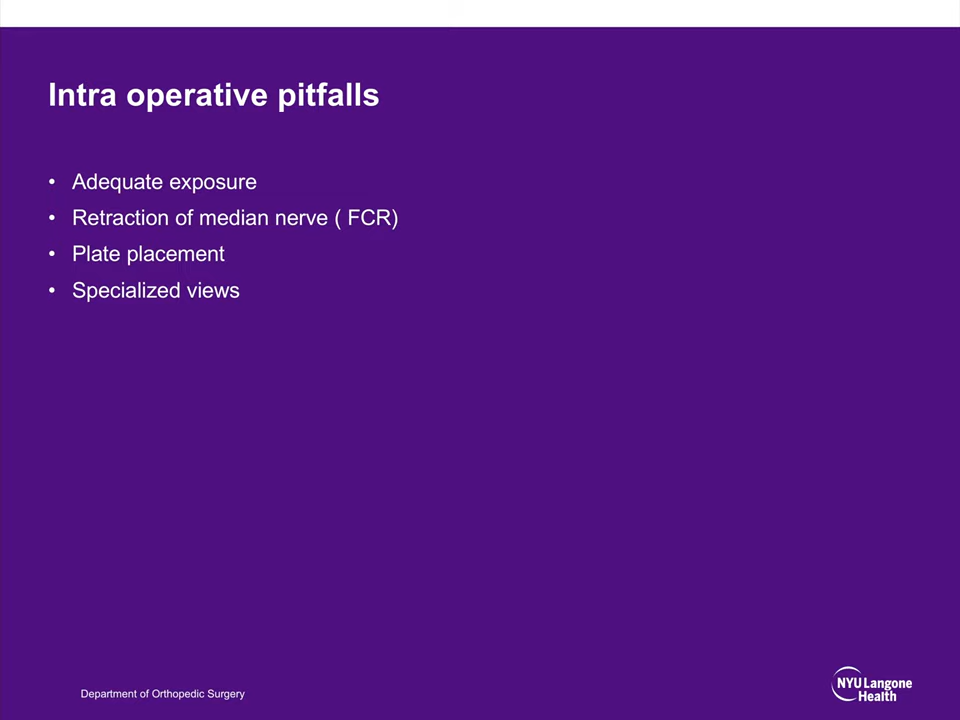 Intra operative pitfalls
• Adequate exposure
• Retraction of median nerve ( FCR)
• Plate placement
• Specialized views
Department of Orthopedic Surgery
NYU Langone
Health